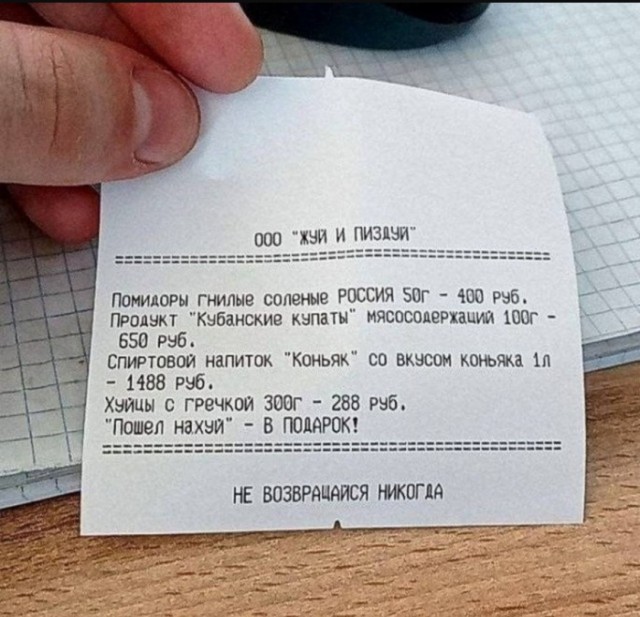 ООО "ЖУЙ И ПИЗДУЙ"
==================================================
Помидоры гнилые соленые РОССИЯ 50г - 400 руб.
Продукт "Кубанские купаты" мясосодержащий 100г -
650 руб.
Спиртовой напиток "Коньяк" со вкусом коньяка 1л
- 1488 руб.
Хуйцы с гречкой 300г - 288 руб.
"Пошел нахуй" - В ПОДАРОК!
==================================================
НЕ ВОЗВРАЩАЙСЯ НИКОГДА